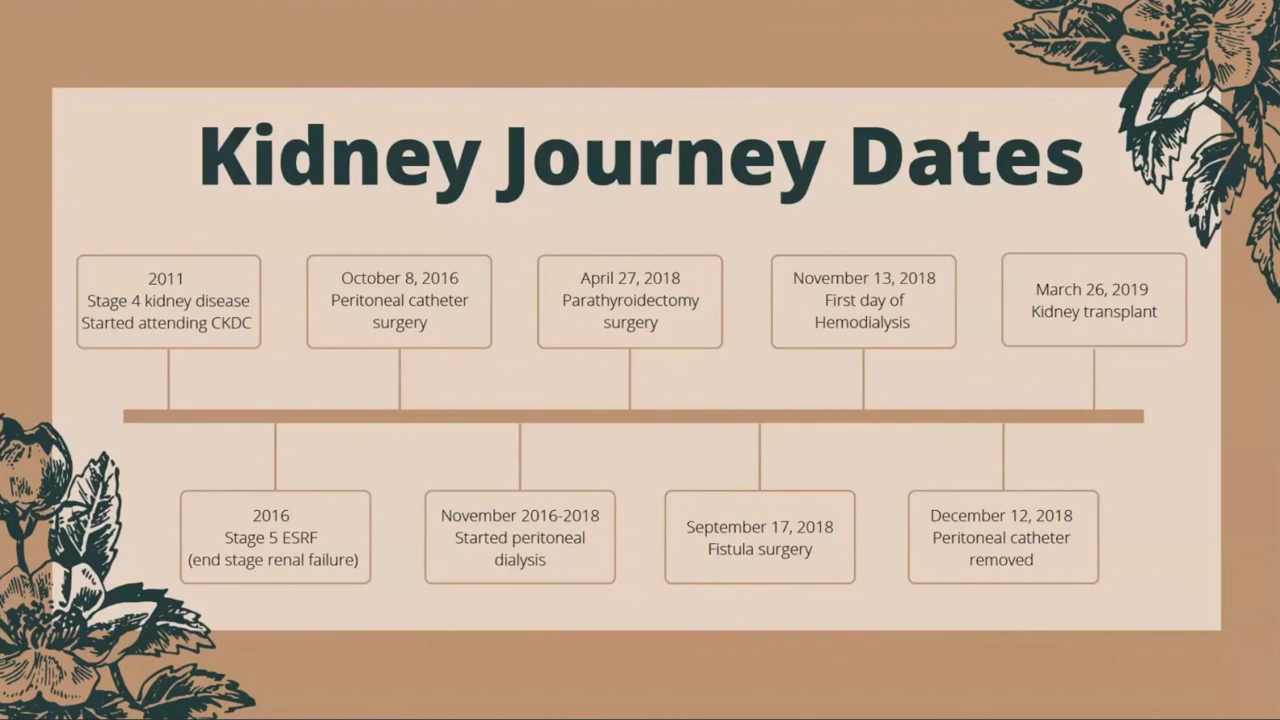 Kidney Journey Dates
2011
Stage 4 kidney disease
Started attending CKDC
October 8, 2016
Peritoneal catheter
surgery
April 27, 2018
Parathyroidectomy
surgery
November 13, 2018
First day of
Hemodialysis
March 26, 2019
Kidney transplant
2016
Stage 5 ESRF
(end stage renal failure)
November 2016-2018
Started peritoneal
dialysis
September 17, 2018
Fistula surgery
December 12, 2018
Peritoneal catheter
removed